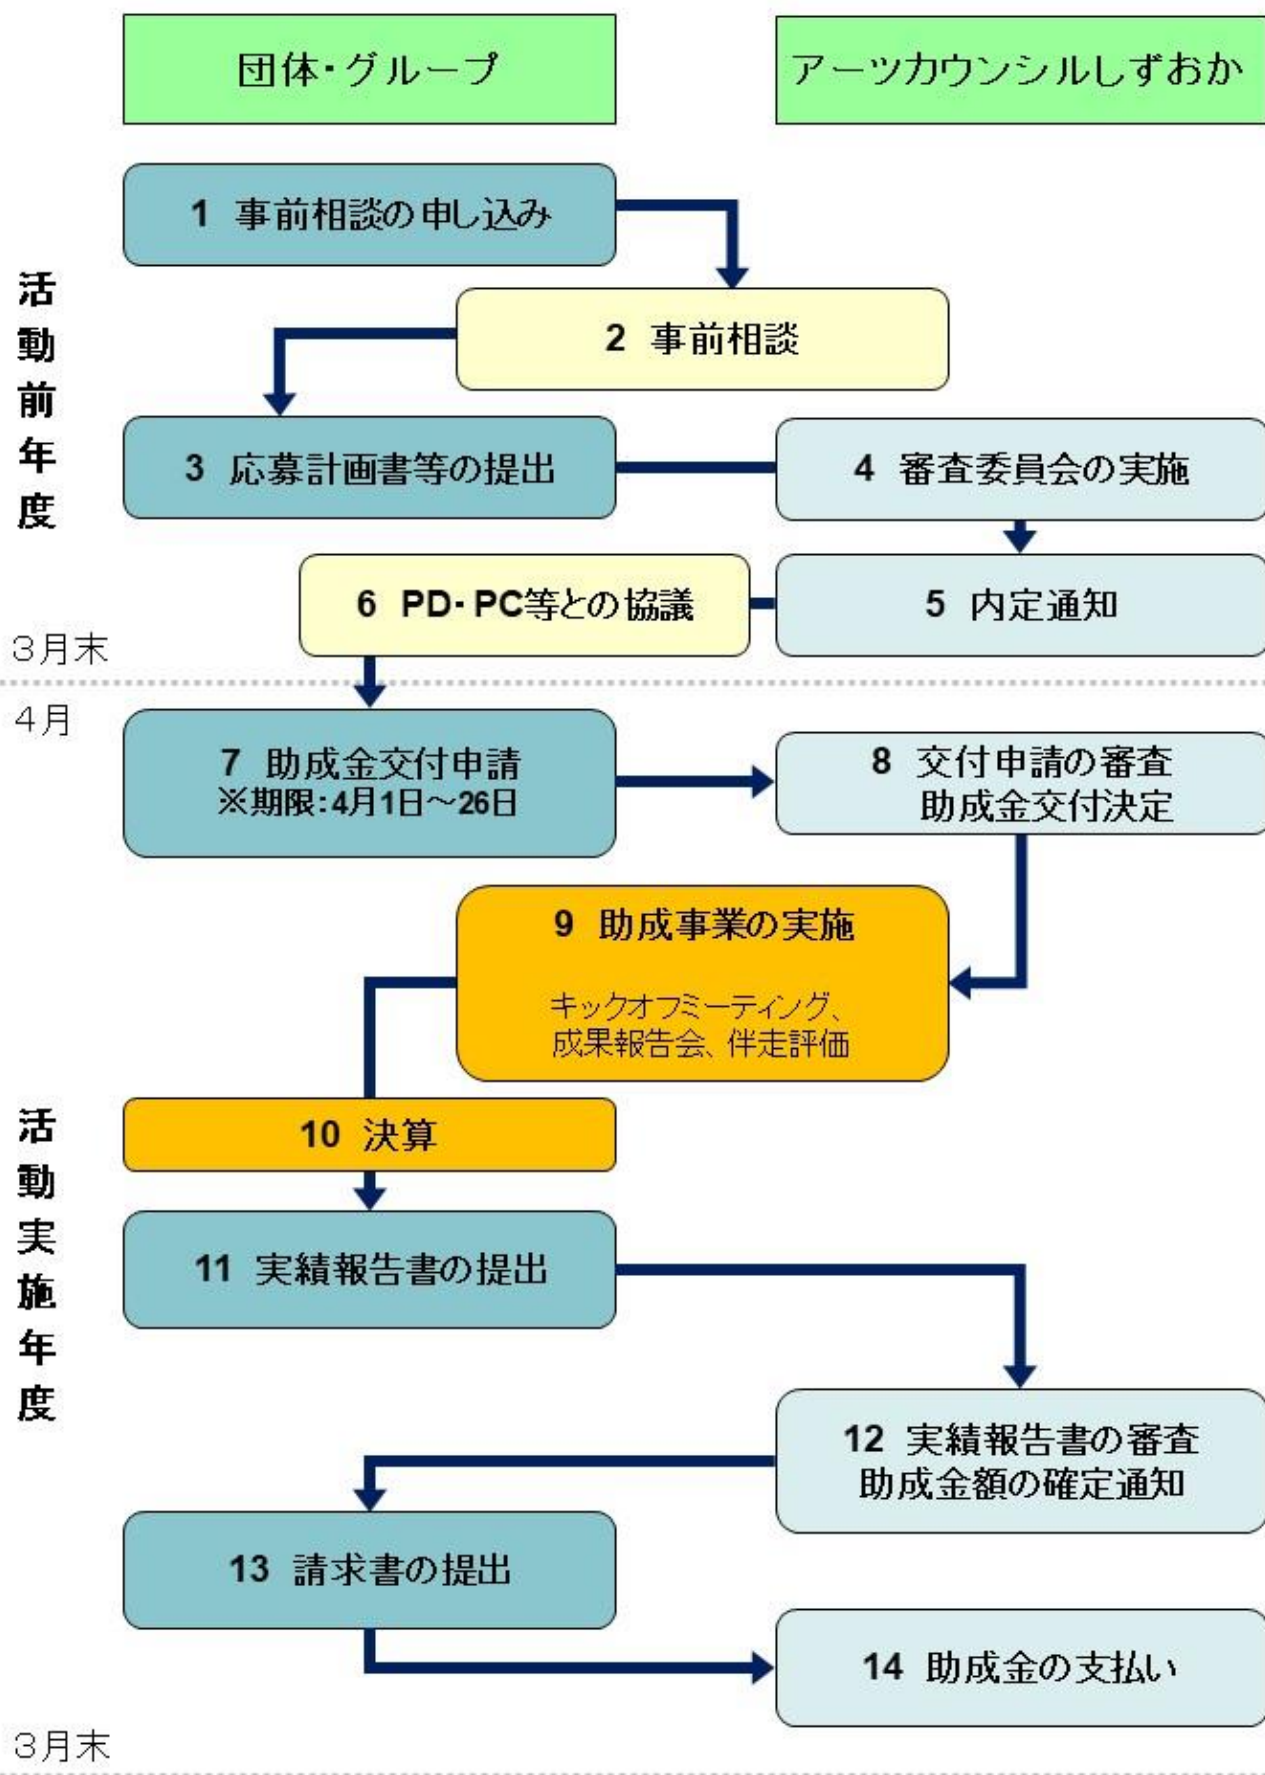 団体・グループ
アーツカウンシルしずおか
活動前年度
1 事前相談の申し込み
2 事前相談
3 応募計画書等の提出
4 審査委員会の実施
5 内定通知
6 PD・PC等との協議
3月末
4月
7 助成金交付申請
※期限:4月1日~26日
8 交付申請の審査
助成金交付決定
9 助成事業の実施
キックオフミーティング、
成果報告会、伴走評価
活動実施年度
10 決算
11 実績報告書の提出
12 実績報告書の審査
助成金額の確定通知
13 請求書の提出
14 助成金の支払い
3月末